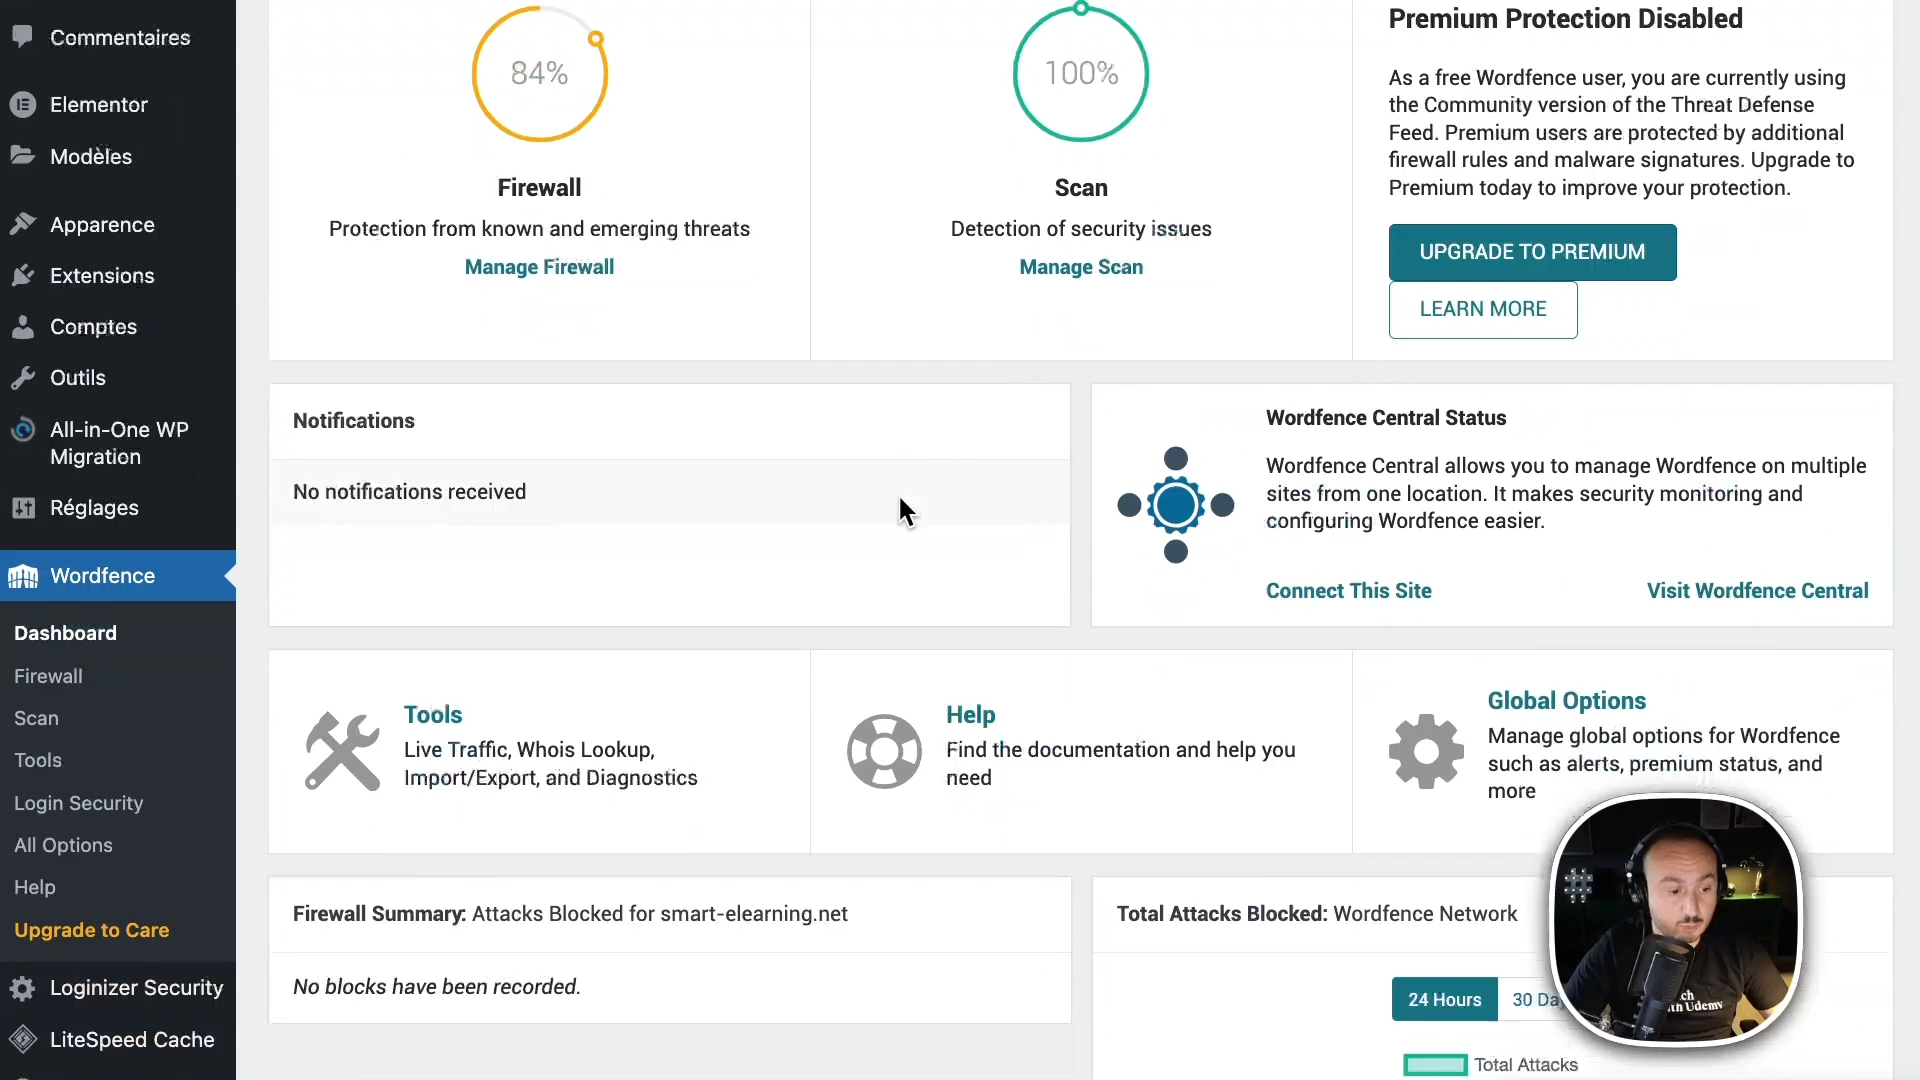 Commentaires
Elementor
Modèles
Apparence
Extensions
Comptes
Outils
All-in-One WP
Migration
Réglages
Wordfence
Dashboard
Firewall
Scan
Tools
Login Security
All Options
Help
Upgrade to Care
Loginizer Security
LiteSpeed Cache
84%
Firewall
Protection from known and emerging threats
Manage Firewall
100%
Scan
Detection of security issues
Manage Scan
Premium Protection Disabled
As a free Wordfence user, you are currently using
the Community version of the Threat Defense
Feed. Premium users are protected by additional
firewall rules and malware signatures. Upgrade to
Premium today to improve your protection.
UPGRADE TO PREMIUM
LEARN MORE
Notifications
No notifications received
Wordfence Central Status
Wordfence Central allows you to manage Wordfence on multiple
sites from one location. It makes security monitoring and
configuring Wordfence easier.
Connect This Site
Visit Wordfence Central
Tools
Live Traffic, Whois Lookup,
Import/Export, and Diagnostics
Help
Find the documentation and help you
need
Global Options
Manage global options for Wordfence
such as alerts, premium status, and
more
Firewall Summary: Attacks Blocked for smart-elearning.net
No blocks have been recorded.
Total Attacks Blocked: Wordfence Network
24 Hours
30 Da
Total Attacks
Udemy